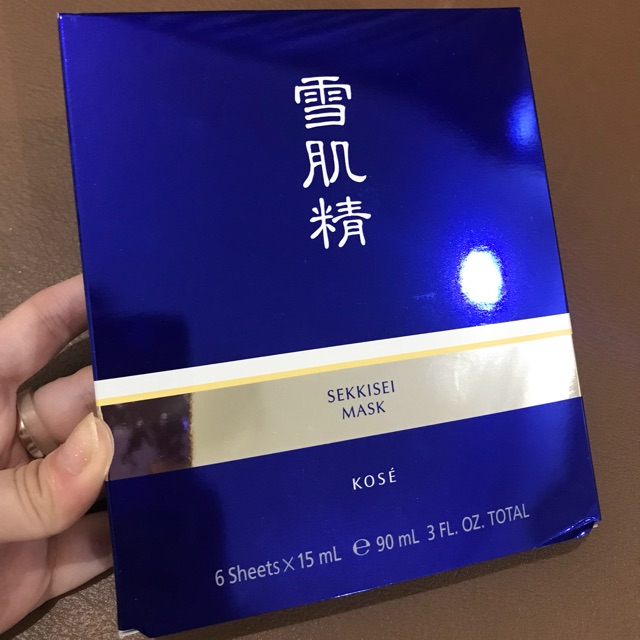 雪肌精
SEKKISEI
MASK
KOSÉ
6 Sheets×15 mL ℮ 90 mL 3 FL. OZ. TOTAL